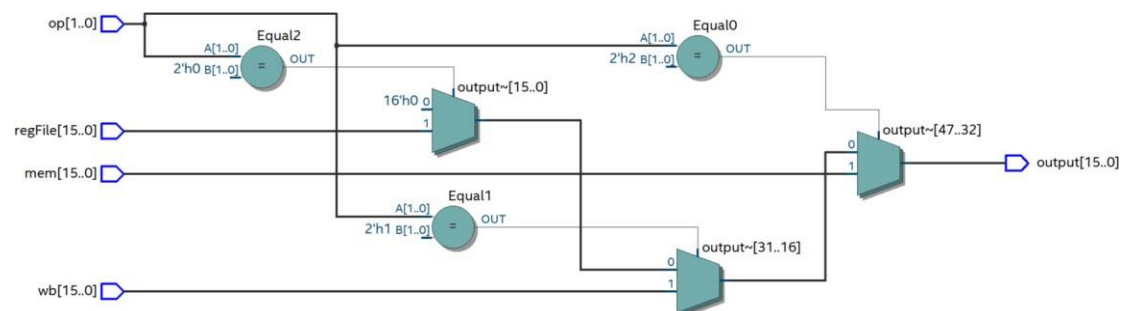 op[1..0]
Equal2
A[1..0]
2'h0 B[1..0]
=
OUT
Equal0
A[1..0]
2'h2 B[1..0]
=
OUT
output~[15..0]
16'h0 0
1
regFile[15..0]
output~[47..32]
0
1
output[15..0]
mem[15..0]
Equal1
A[1..0]
2'h1 B[1..0]
=
OUT
output~[31..16]
0
1
wb[15..0]